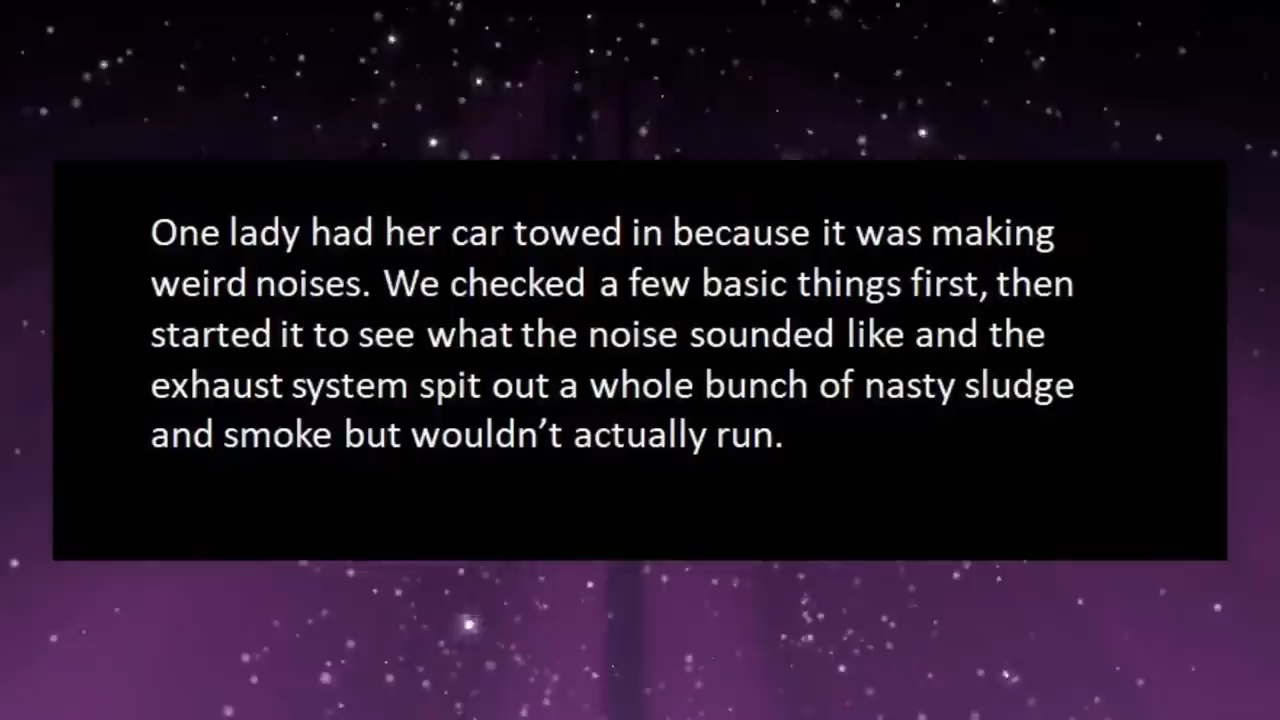 One lady had her car towed in because it was making
weird noises. We checked a few basic things first, then
started it to see what the noise sounded like and the
exhaust system spit out a whole bunch of nasty sludge
and smoke but wouldn’t actually run.